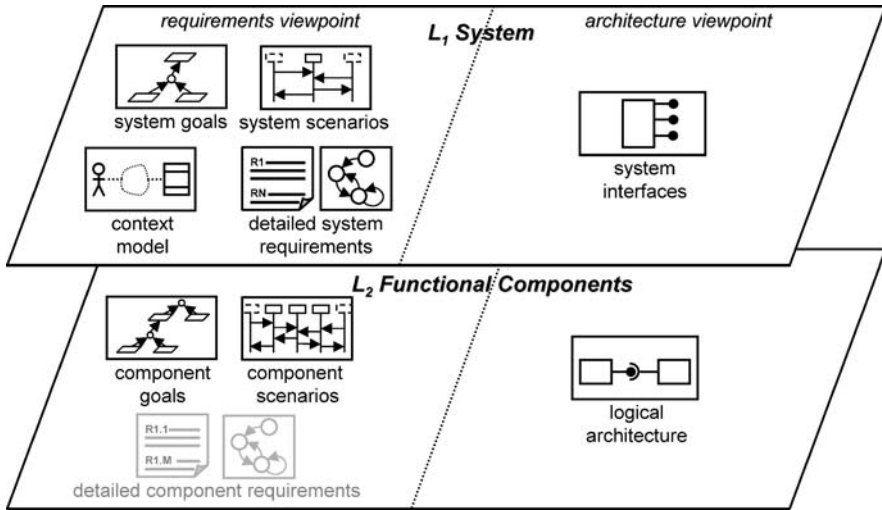 requirements viewpoint
architecture viewpoint
L₁ System
system goals
system scenarios
R1
RN
context
model
detailed system
requirements
system
interfaces
L₂ Functional Components
component
goals
component
scenarios
R1.1
R1.M
detailed component requirements
logical
architecture